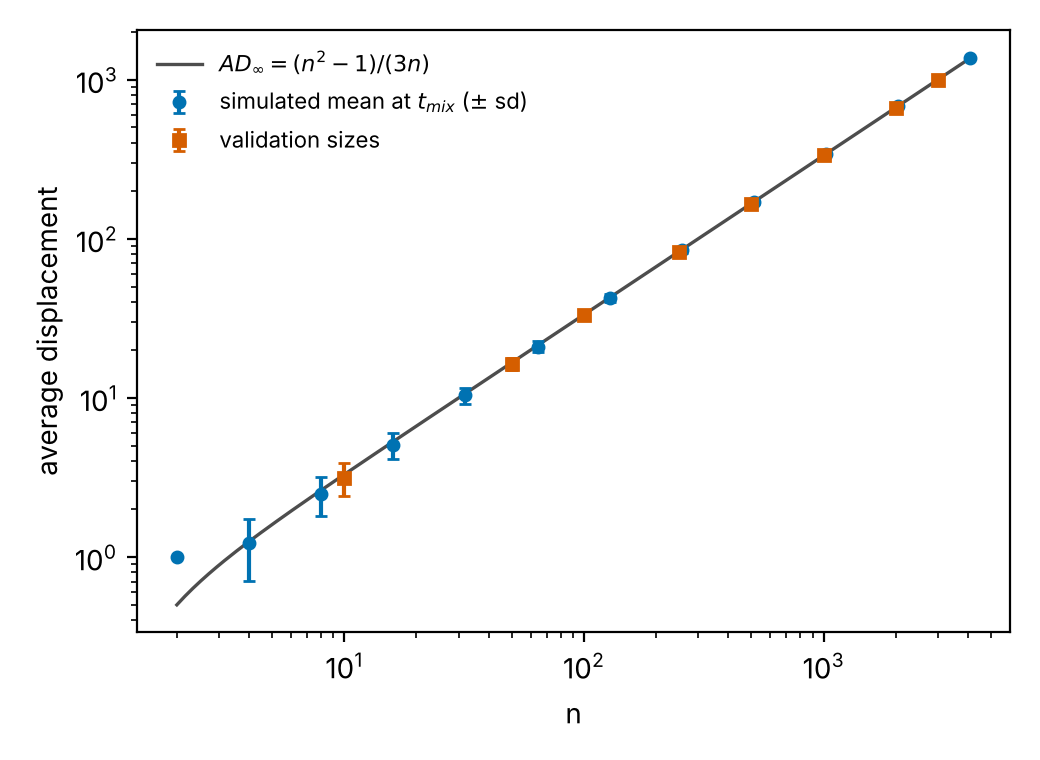 AD∞ = (n² − 1)/(3n)
simulated mean at tₘᵢₓ (± sd)
validation sizes
average displacement
10³
10²
10¹
10⁰
10¹ 10² 10³
n